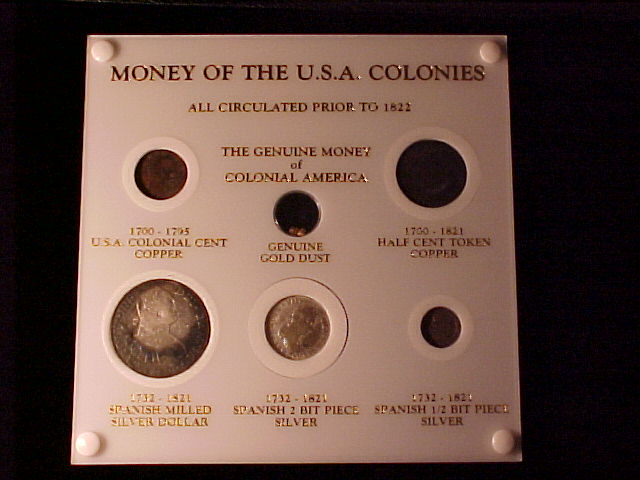 MONEY OF THE U.S.A. COLONIES
ALL CIRCULATED PRIOR TO 1822
THE GENUINE MONEY
of
COLONIAL AMERICA
1700 - 1795
U.S.A. COLONIAL CENT
COPPER
GENUINE
GOLD DUST
1700 - 1821
HALF CENT TOKEN
COPPER
1732 - 1821
SPANISH MILLED
SILVER DOLLAR
1732 - 1821
SPANISH 2 BIT PIECE
SILVER
1732 - 1821
SPANISH 1/2 BIT PIECE
SILVER